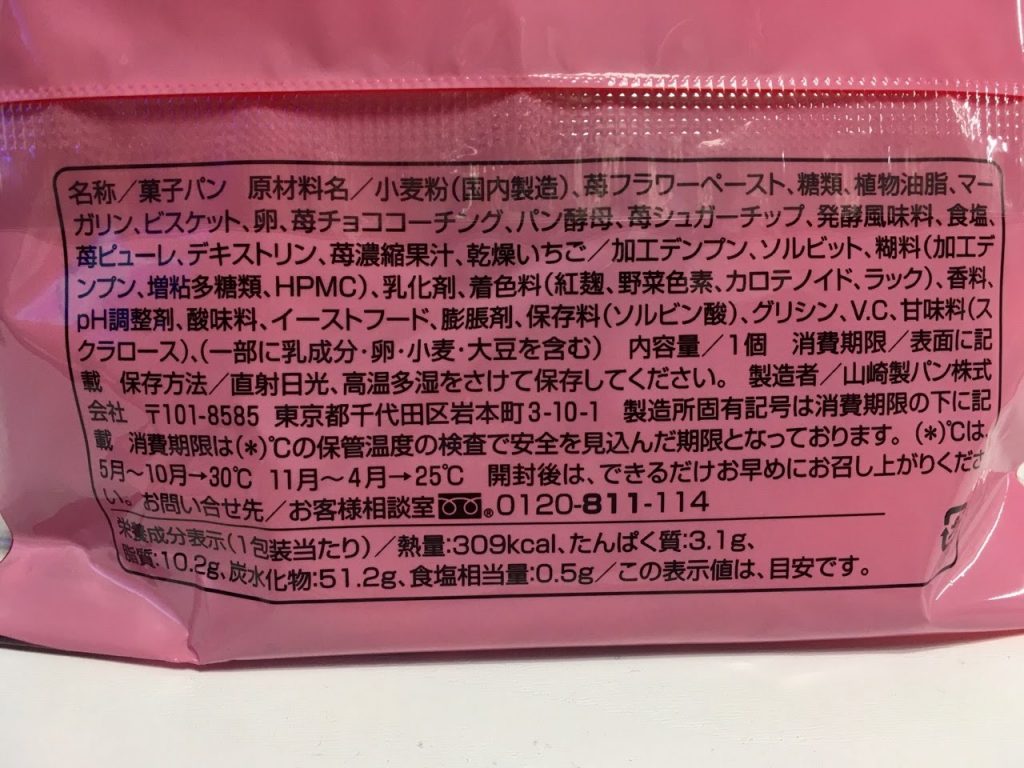 名称／菓子パン 原材料名／小麦粉(国内製造)、苺フラワーペースト、糖類、植物油脂、マー
ガリン、ビスケット、卵、苺チョココーチング、パン酵母、苺シュガーチップ、発酵風味料、食塩、
苺ピューレ、デキストリン、苺濃縮果汁、乾燥いちご／加工デンプン、ソルビット、糊料(加工デ
ンプン、増粘多糖類、HPMC)、乳化剤、着色料(紅麹、野菜色素、カロテノイド、ラック)、香料、
pH調整剤、酸味料、イーストフード、膨脹剤、保存料(ソルビン酸)、グリシン、V.C、甘味料(ス
クラロース)、(一部に乳成分・卵・小麦・大豆を含む) 内容量／1個 消費期限／表面に記
載 保存方法／直射日光、高温多湿をさけて保存してください。 製造者／山崎製パン株式
会社 〒101-8585 東京都千代田区岩本町3-10-1 製造所固有記号は消費期限の下に記
載 消費期限は(*)℃の保管温度の検査で安全を見込んだ期限となっております。(*)℃は、
5月～10月→30℃ 11月～4月→25℃ 開封後は、できるだけお早めにお召し上がりくださ
い。お問い合せ先／お客様相談室 ®0120-811-114
栄養成分表示(1包装当たり)／熱量:309kcal、たんぱく質:3.1g、
脂質:10.2g、炭水化物:51.2g、食塩相当量:0.5g／この表示値は、目安です。